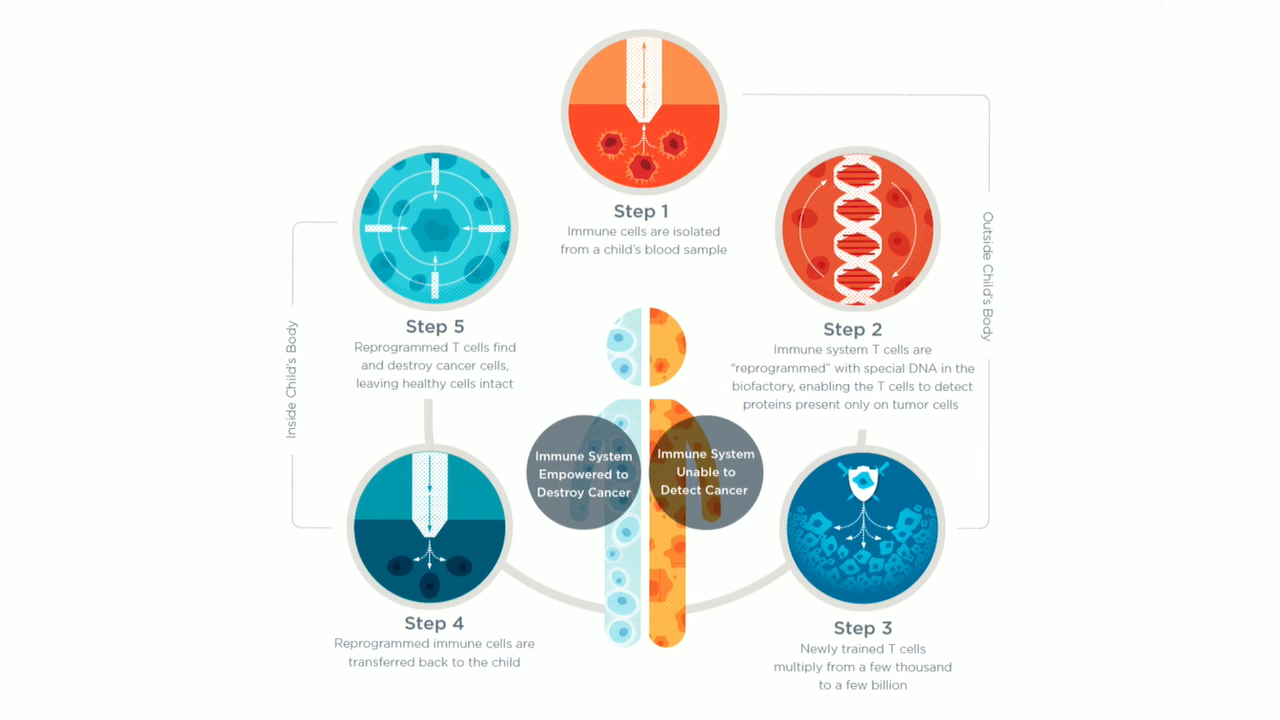 Step 1
Immune cells are isolated
from a child's blood sample
Outside Child's Body
Step 2
Immune system T cells are
"reprogrammed" with special DNA in the
biofactory, enabling the T cells to detect
proteins present only on tumor cells
Step 3
Newly trained T cells
multiply from a few thousand
to a few billion
Step 4
Reprogrammed immune cells are
transferred back to the child
Inside Child's Body
Step 5
Reprogrammed T cells find
and destroy cancer cells,
leaving healthy cells intact
Immune System
Empowered to
Destroy Cancer
Immune System
Unable to
Detect Cancer